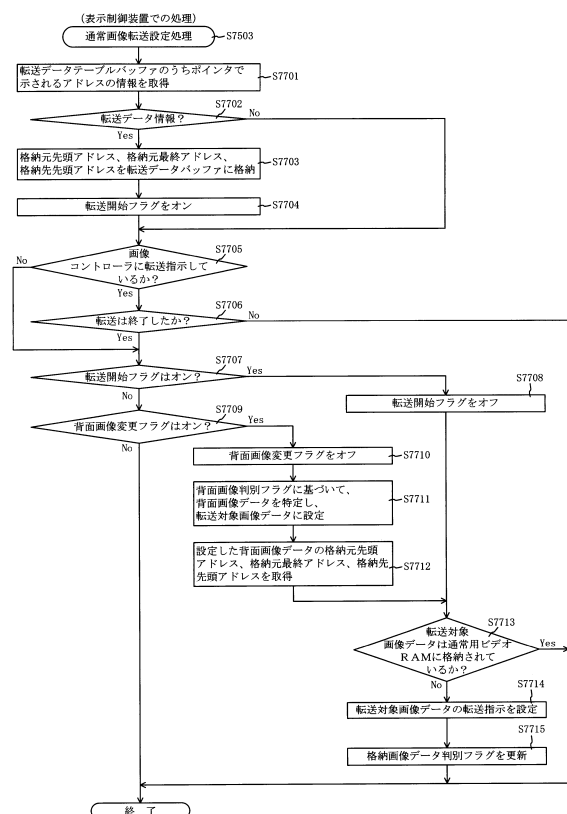 (表示制御装置での処理)
通常画像転送設定処理
S7503
転送データテーブルバッファのうちポインタで
示されるアドレスの情報を取得
S7701
S7702
転送データ情報？
No
Yes
格納元先頭アドレス、格納元最終アドレス、
格納先先頭アドレスを転送データバッファに格納
S7703
転送開始フラグをオン
S7704
S7705
画像
コントローラに転送指示して
いるか？
No
Yes
S7706
転送は終了したか？
No
Yes
S7707
転送開始フラグはオン？
Yes
No
S7708
転送開始フラグをオフ
S7709
背面画像変更フラグはオン？
Yes
No
背面画像変更フラグをオフ
S7710
背面画像判別フラグに基づいて、
背面画像データを特定し、
転送対象画像データに設定
S7711
設定した背面画像データの格納元先頭
アドレス、格納元最終アドレス、格納先
先頭アドレスを取得
S7712
S7713
転送対象
画像データは通常用ビデオ
ＲＡＭに格納されて
いるか？
Yes
No
S7714
転送対象画像データの転送指示を設定
S7715
格納画像データ判別フラグを更新
終 了